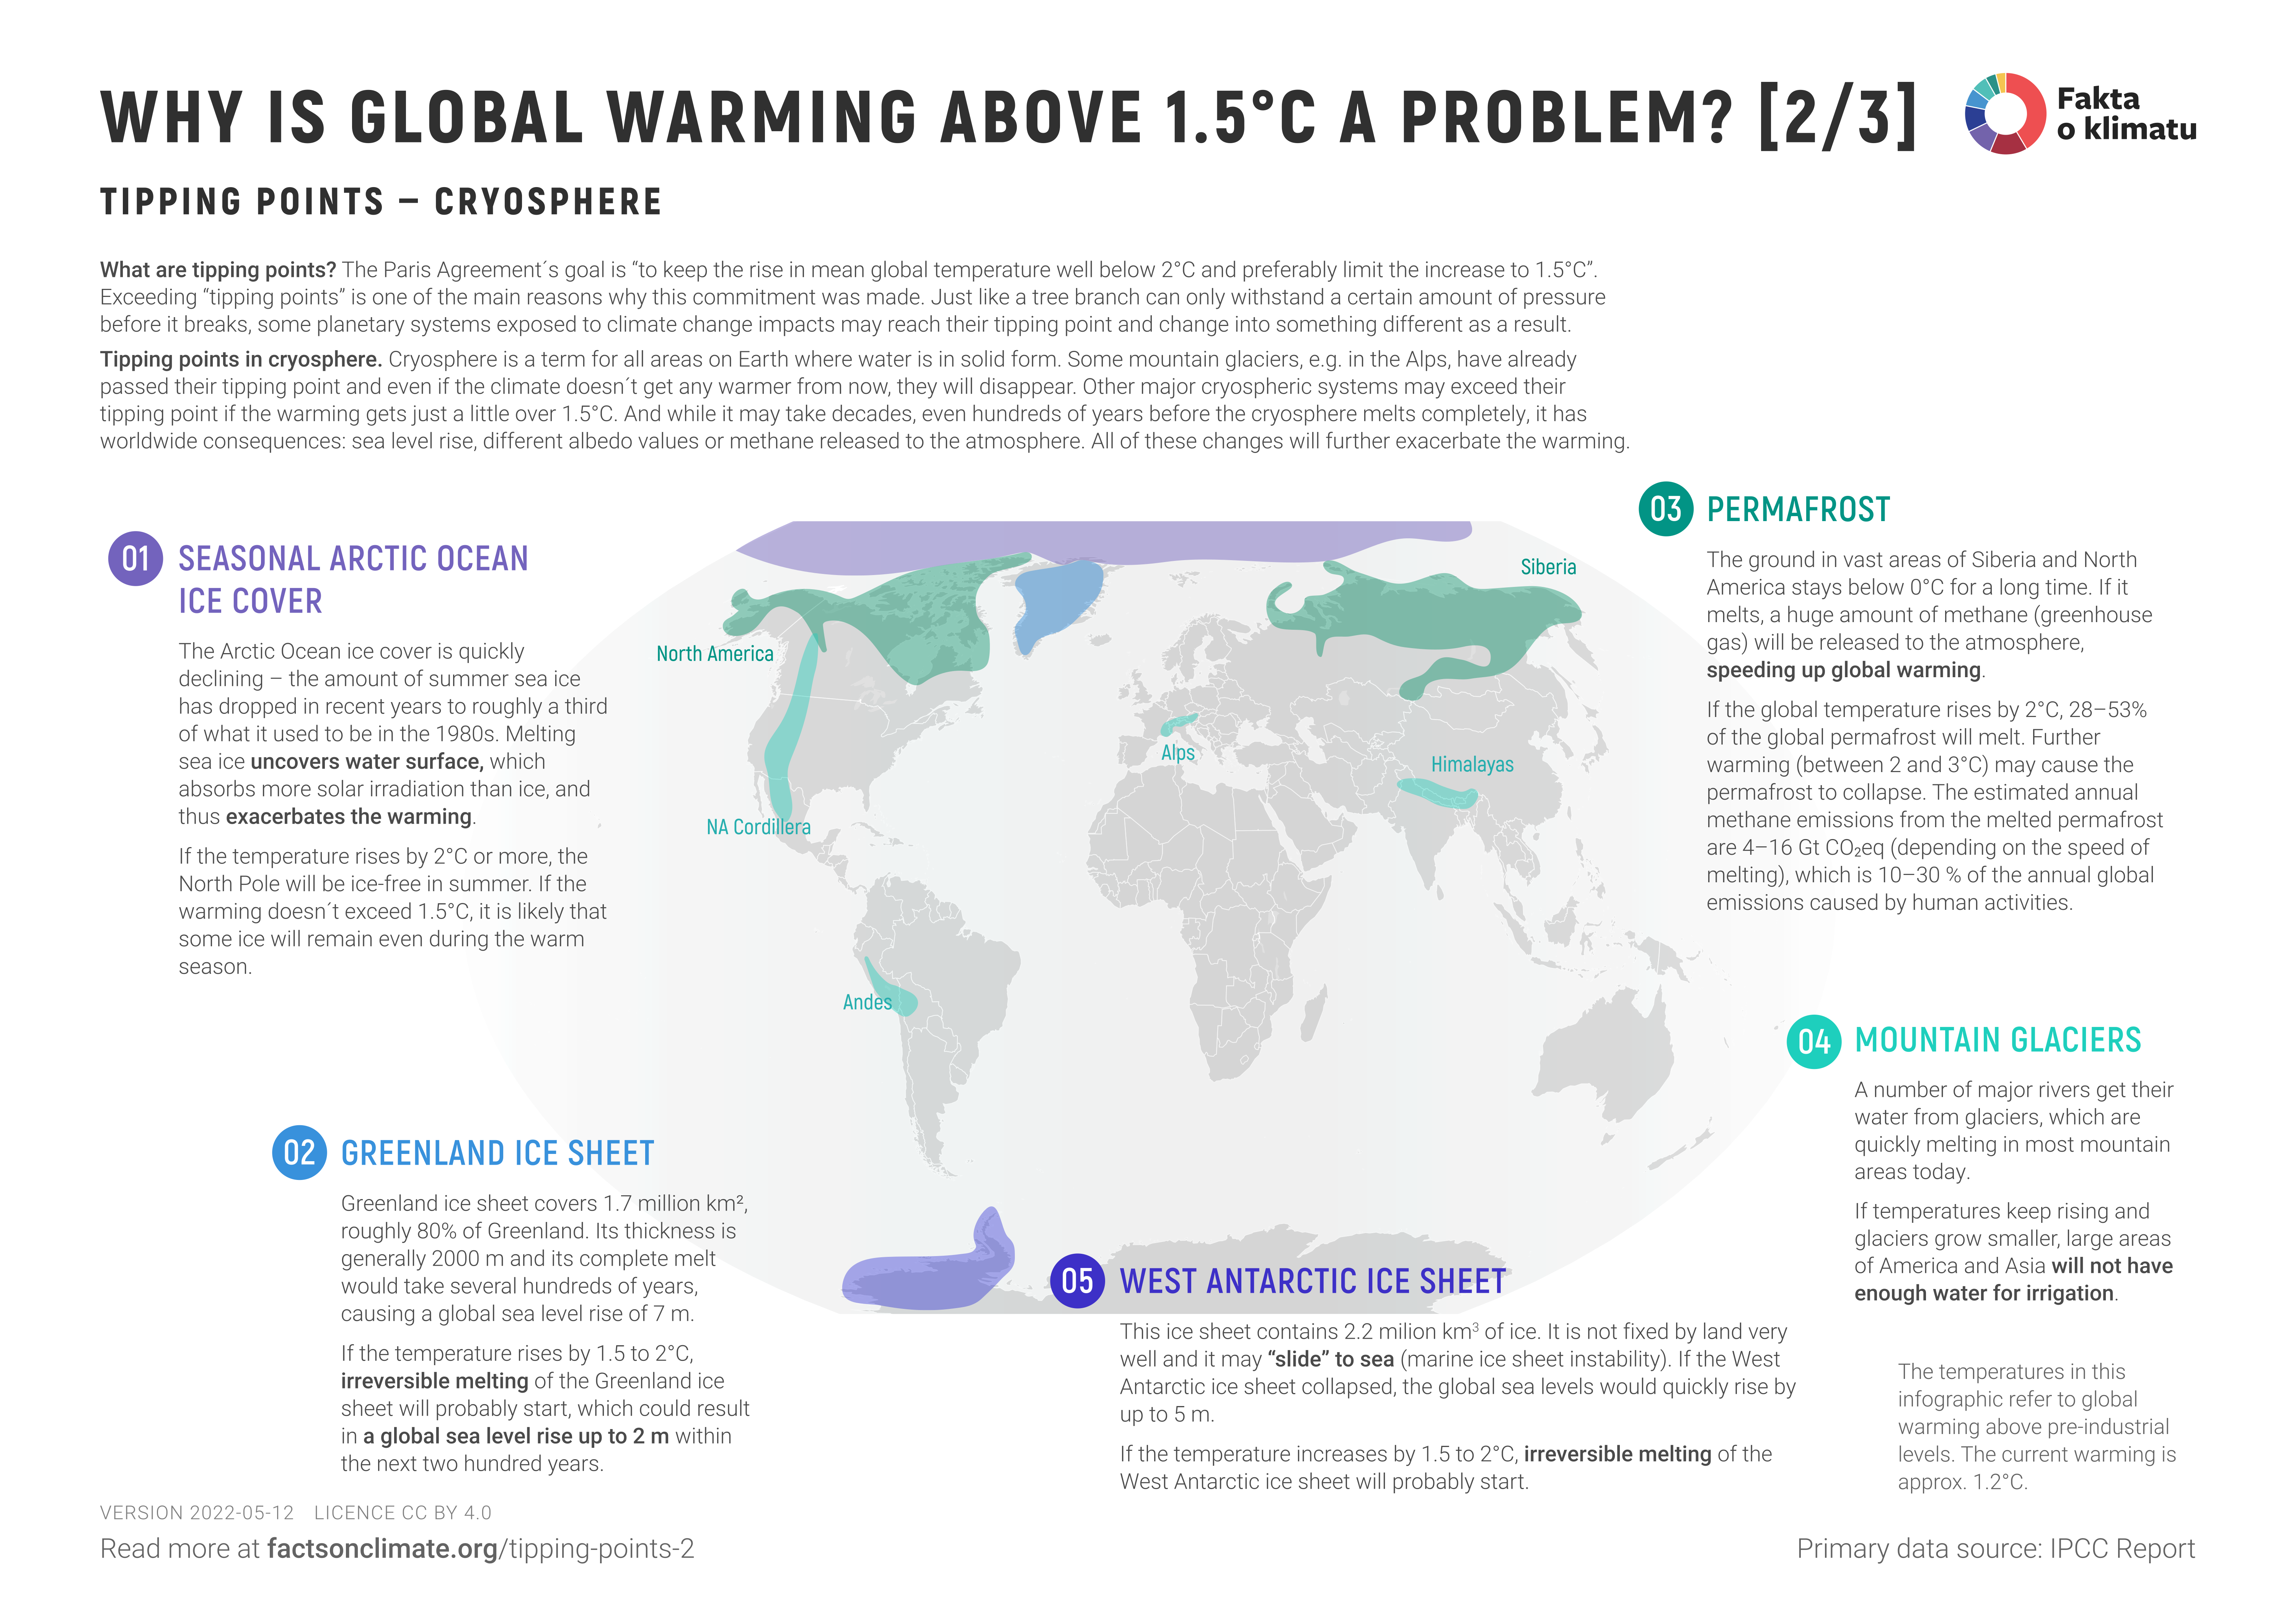 WHY IS GLOBAL WARMING ABOVE 1.5°C A PROBLEM? [2/3]
Fakta
o klimatu
TIPPING POINTS – CRYOSPHERE
What are tipping points? The Paris Agreement´s goal is “to keep the rise in mean global temperature well below 2°C and preferably limit the increase to 1.5°C”.
Exceeding “tipping points” is one of the main reasons why this commitment was made. Just like a tree branch can only withstand a certain amount of pressure
before it breaks, some planetary systems exposed to climate change impacts may reach their tipping point and change into something different as a result.
Tipping points in cryosphere. Cryosphere is a term for all areas on Earth where water is in solid form. Some mountain glaciers, e.g. in the Alps, have already
passed their tipping point and even if the climate doesn´t get any warmer from now, they will disappear. Other major cryospheric systems may exceed their
tipping point if the warming gets just a little over 1.5°C. And while it may take decades, even hundreds of years before the cryosphere melts completely, it has
worldwide consequences: sea level rise, different albedo values or methane released to the atmosphere. All of these changes will further exacerbate the warming.
01 SEASONAL ARCTIC OCEAN
ICE COVER
The Arctic Ocean ice cover is quickly
declining – the amount of summer sea ice
has dropped in recent years to roughly a third
of what it used to be in the 1980s. Melting
sea ice uncovers water surface, which
absorbs more solar irradiation than ice, and
thus exacerbates the warming.
If the temperature rises by 2°C or more, the
North Pole will be ice-free in summer. If the
warming doesn´t exceed 1.5°C, it is likely that
some ice will remain even during the warm
season.
02 GREENLAND ICE SHEET
Greenland ice sheet covers 1.7 million km²,
roughly 80% of Greenland. Its thickness is
generally 2000 m and its complete melt
would take several hundreds of years,
causing a global sea level rise of 7 m.
If the temperature rises by 1.5 to 2°C,
irreversible melting of the Greenland ice
sheet will probably start, which could result
in a global sea level rise up to 2 m within
the next two hundred years.
North America
NA Cordillera
Andes
Alps
Himalayas
Siberia
03 PERMAFROST
The ground in vast areas of Siberia and North
America stays below 0°C for a long time. If it
melts, a huge amount of methane (greenhouse
gas) will be released to the atmosphere,
speeding up global warming.
If the global temperature rises by 2°C, 28–53%
of the global permafrost will melt. Further
warming (between 2 and 3°C) may cause the
permafrost to collapse. The estimated annual
methane emissions from the melted permafrost
are 4–16 Gt CO₂eq (depending on the speed of
melting), which is 10–30 % of the annual global
emissions caused by human activities.
04 MOUNTAIN GLACIERS
A number of major rivers get their
water from glaciers, which are
quickly melting in most mountain
areas today.
If temperatures keep rising and
glaciers grow smaller, large areas
of America and Asia will not have
enough water for irrigation.
05 WEST ANTARCTIC ICE SHEET
This ice sheet contains 2.2 milion km³ of ice. It is not fixed by land very
well and it may “slide” to sea (marine ice sheet instability). If the West
Antarctic ice sheet collapsed, the global sea levels would quickly rise by
up to 5 m.
If the temperature increases by 1.5 to 2°C, irreversible melting of the
West Antarctic ice sheet will probably start.
The temperatures in this
infographic refer to global
warming above pre-industrial
levels. The current warming is
approx. 1.2°C.
VERSION 2022-05-12 LICENCE CC BY 4.0
Read more at factsonclimate.org/tipping-points-2
Primary data source: IPCC Report